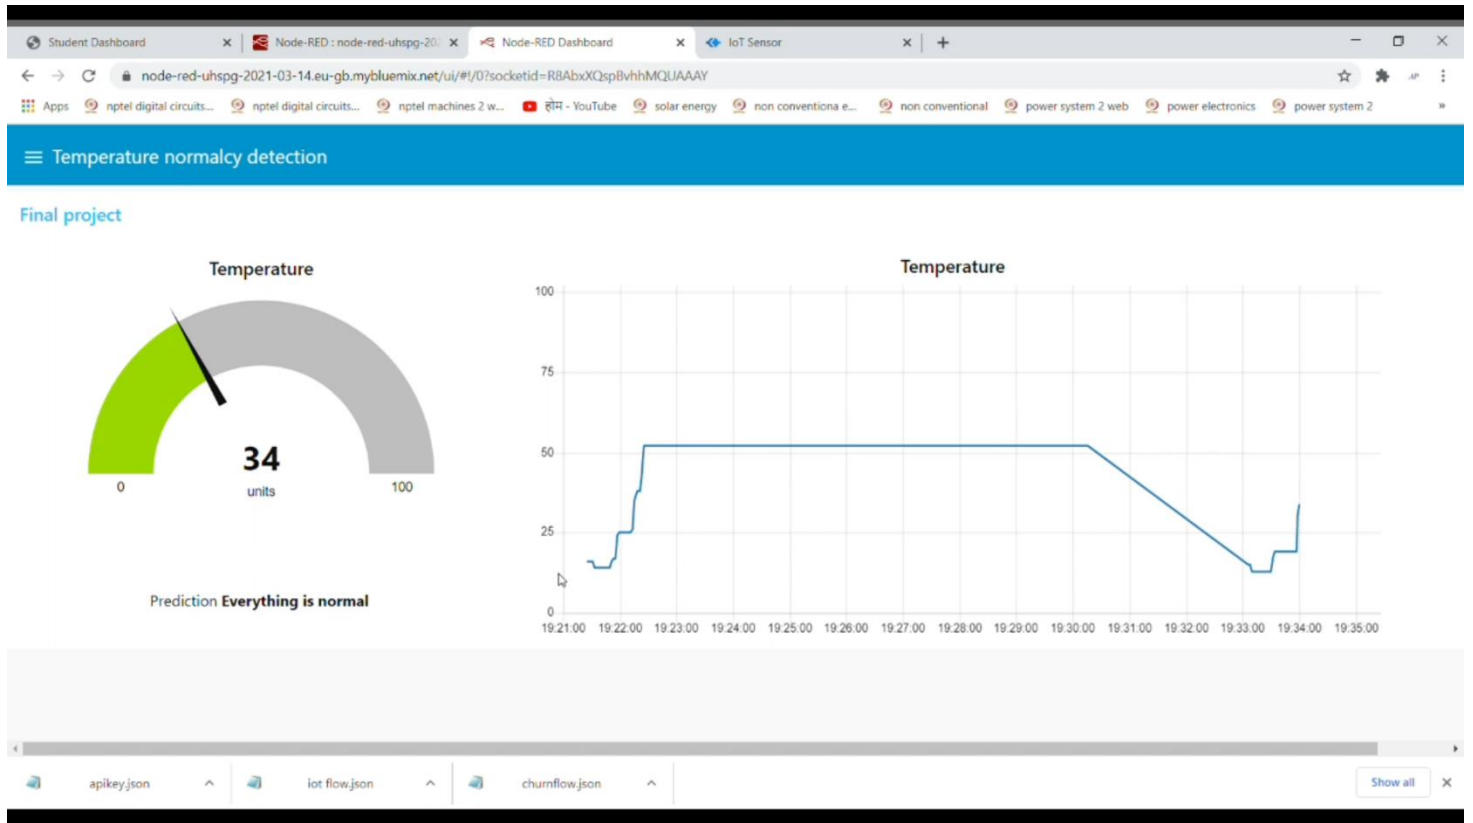 Student Dashboard
Node-RED : node-red-uhspg-20
Node-RED Dashboard
IoT Sensor
node-red-uhspg-2021-03-14.eu-gb.mybluemix.net/ui/#!/0?socketid=R8AbxXQspBvhhMQUAAAY
Apps
nptel digital circuits...
nptel digital circuits...
nptel machines 2 w...
होम - YouTube
solar energy
non conventiona e...
non conventional
power system 2 web
power electronics
power system 2
Temperature normalcy detection
Final project
Temperature
34
units
0
100
Prediction Everything is normal
Temperature
100
75
50
25
0
19:21:00 19:22:00 19:23:00 19:24:00 19:25:00 19:26:00 19:27:00 19:28:00 19:29:00 19:30:00 19:31:00 19:32:00 19:33:00 19:34:00 19:35:00
apikey.json
iot flow.json
churnflow.json
Show all